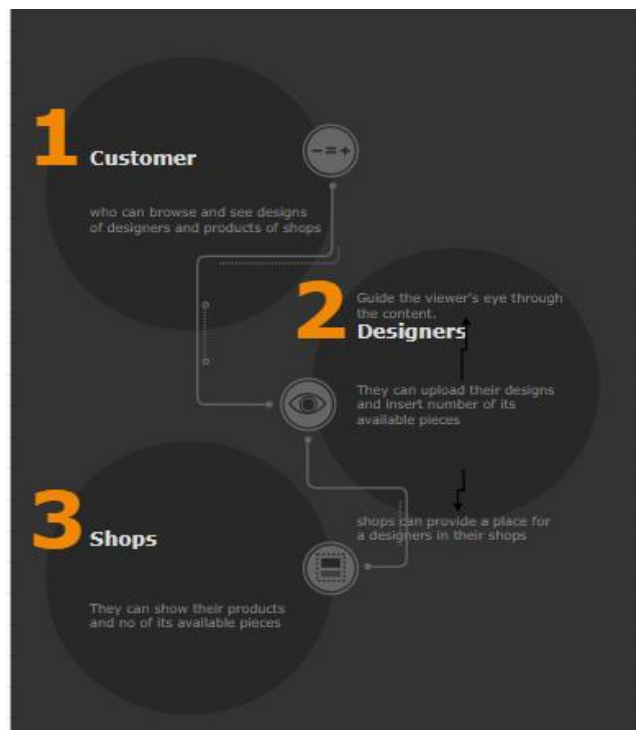 1
Customer
who can browse and see designs
of designers and products of shops
2
Guide the viewer's eye through
the content.
Designers
They can upload their designs
and insert number of its
available pieces
shops can provide a place for
a designers in their shops
3
Shops
They can show their products
and no of its available pieces